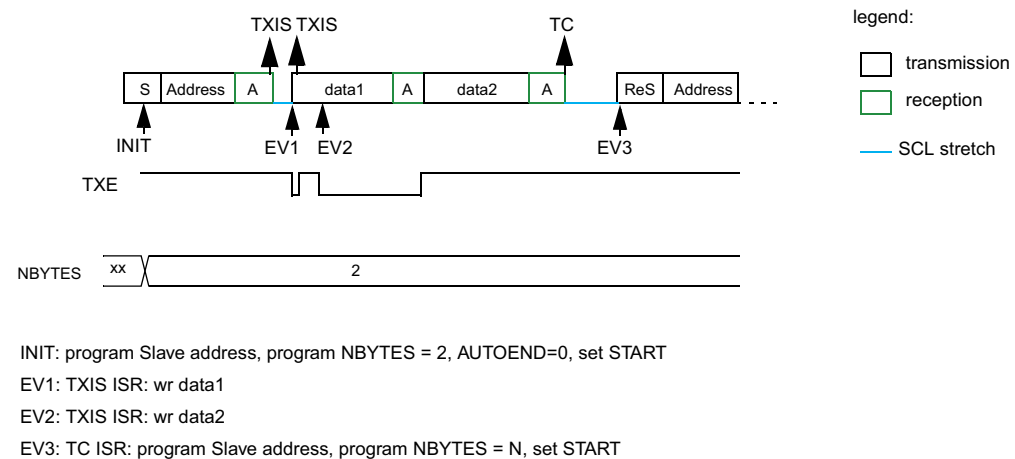 legend:
TXIS TXIS TC
transmission
S Address A data1 A data2 A ReS Address
reception
INIT EV1 EV2 EV3
SCL stretch
TXE
NBYTES xx 2
INIT: program Slave address, program NBYTES = 2, AUTOEND=0, set START
EV1: TXIS ISR: wr data1
EV2: TXIS ISR: wr data2
EV3: TC ISR: program Slave address, program NBYTES = N, set START